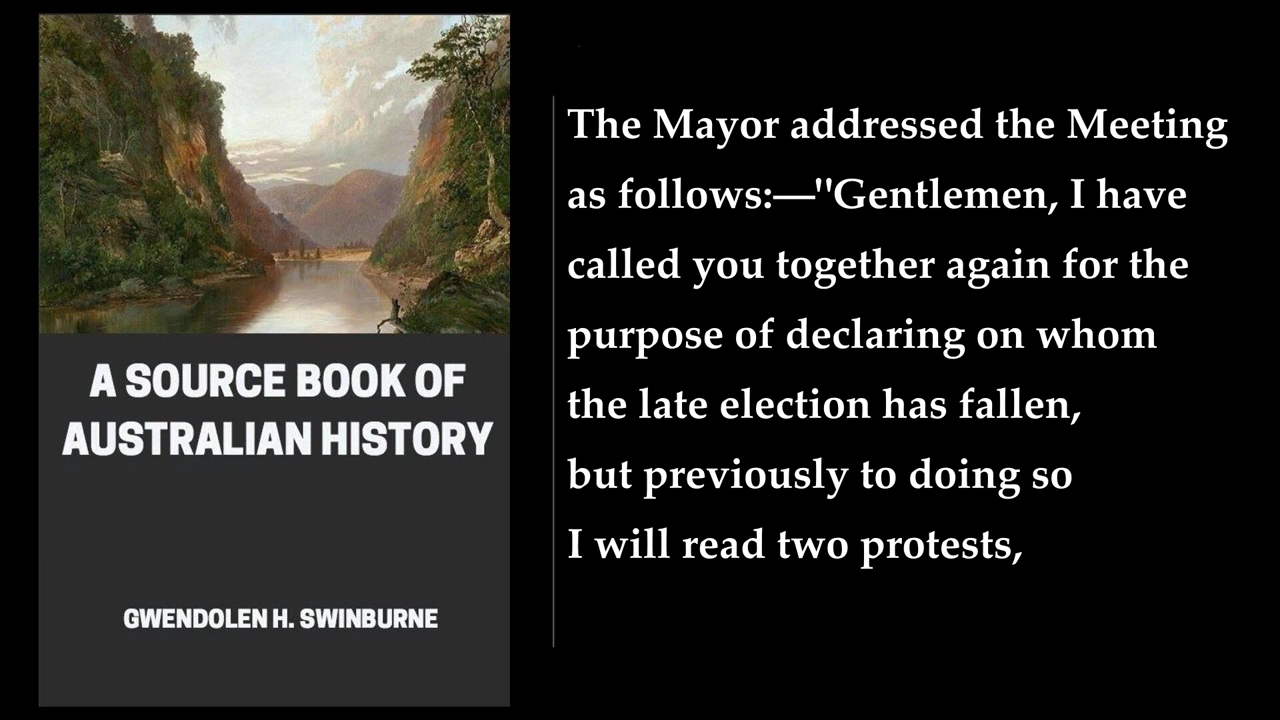 A SOURCE BOOK OF
AUSTRALIAN HISTORY
GWENDOLEN H. SWINBURNE
The Mayor addressed the Meeting
as follows:—"Gentlemen, I have
called you together again for the
purpose of declaring on whom
the late election has fallen,
but previously to doing so
I will read two protests,